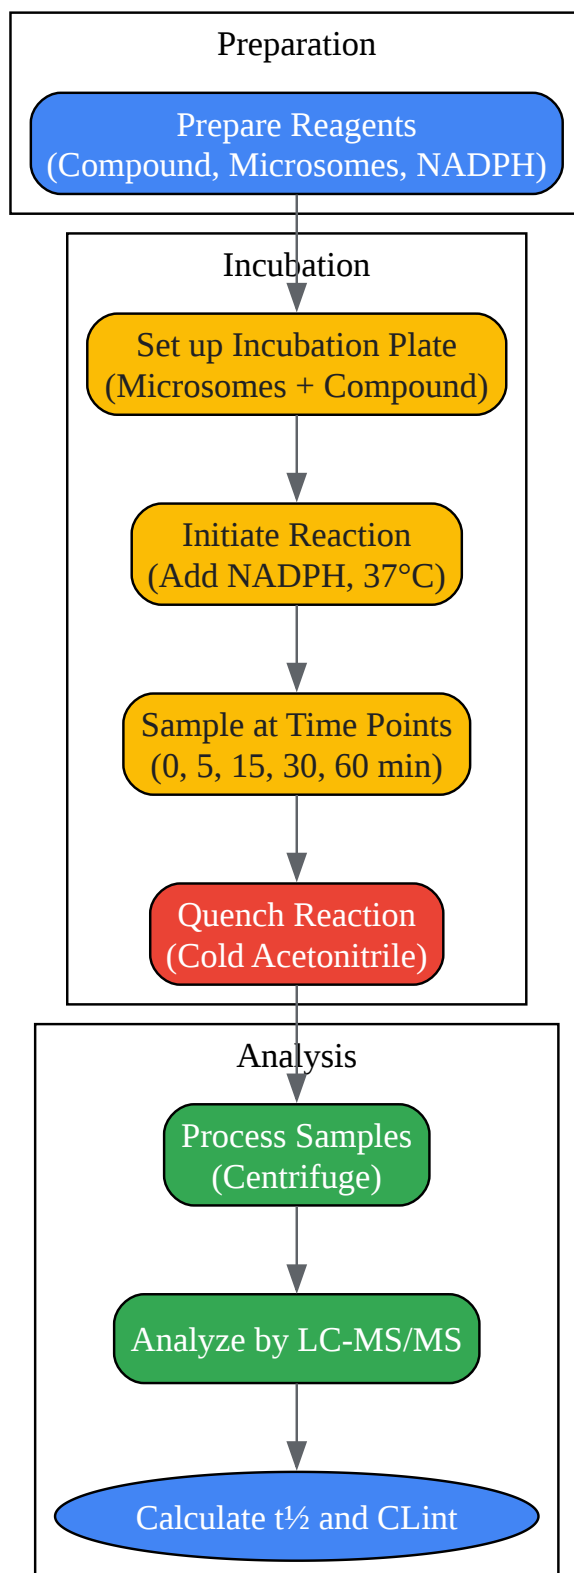 Preparation
Prepare Reagents
(Compound, Microsomes, NADPH)
Incubation
Set up Incubation Plate
(Microsomes + Compound)
Initiate Reaction
(Add NADPH, 37°C)
Sample at Time Points
(0, 5, 15, 30, 60 min)
Quench Reaction
(Cold Acetonitrile)
Analysis
Process Samples
(Centrifuge)
Analyze by LC-MS/MS
Calculate t½ and CLint